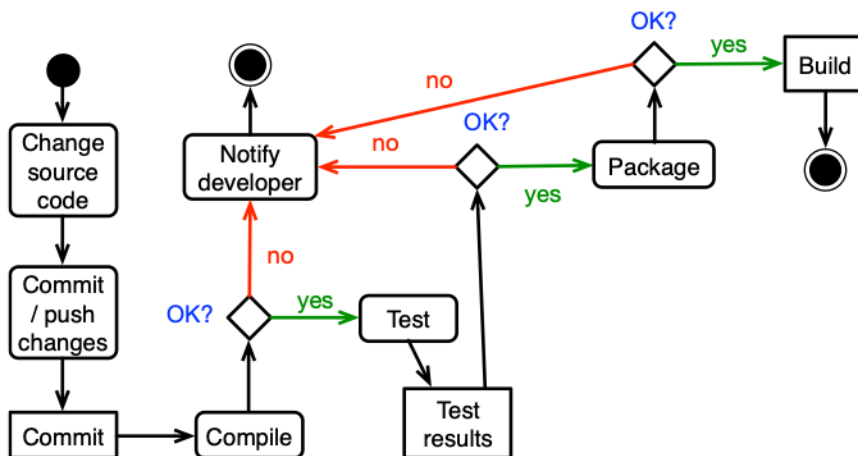 OK?
yes
Build
no
Change
source
code
Notify
developer
no
OK?
yes
Package
Commit
/ push
changes
no
OK?
yes
Test
Commit
Compile
Test
results